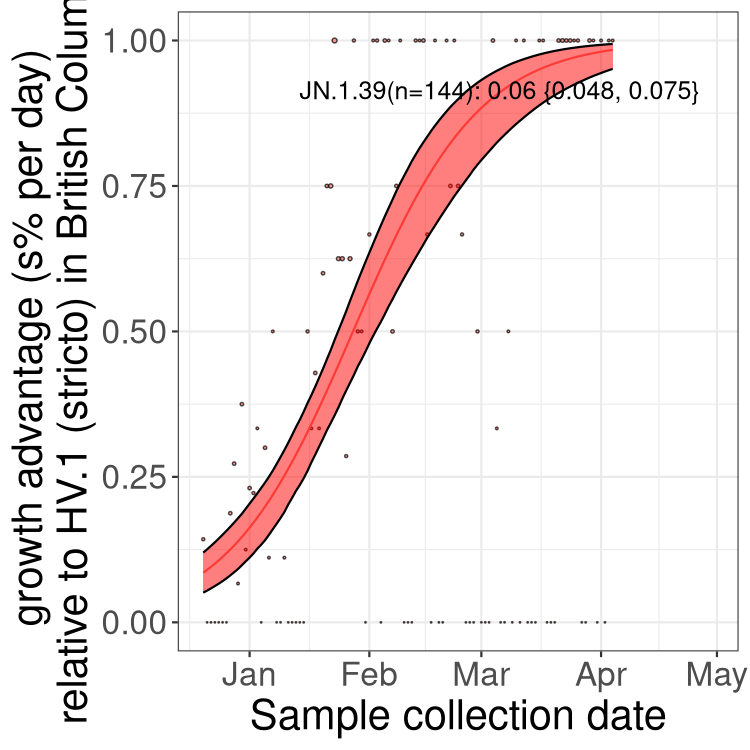 growth advantage (s% per day)
relative to HV.1 (stricto) in British Colum
1.00
0.75
0.50
0.25
0.00
JN.1.39(n=144): 0.06 {0.048, 0.075}
Jan Feb Mar Apr May
Sample collection date